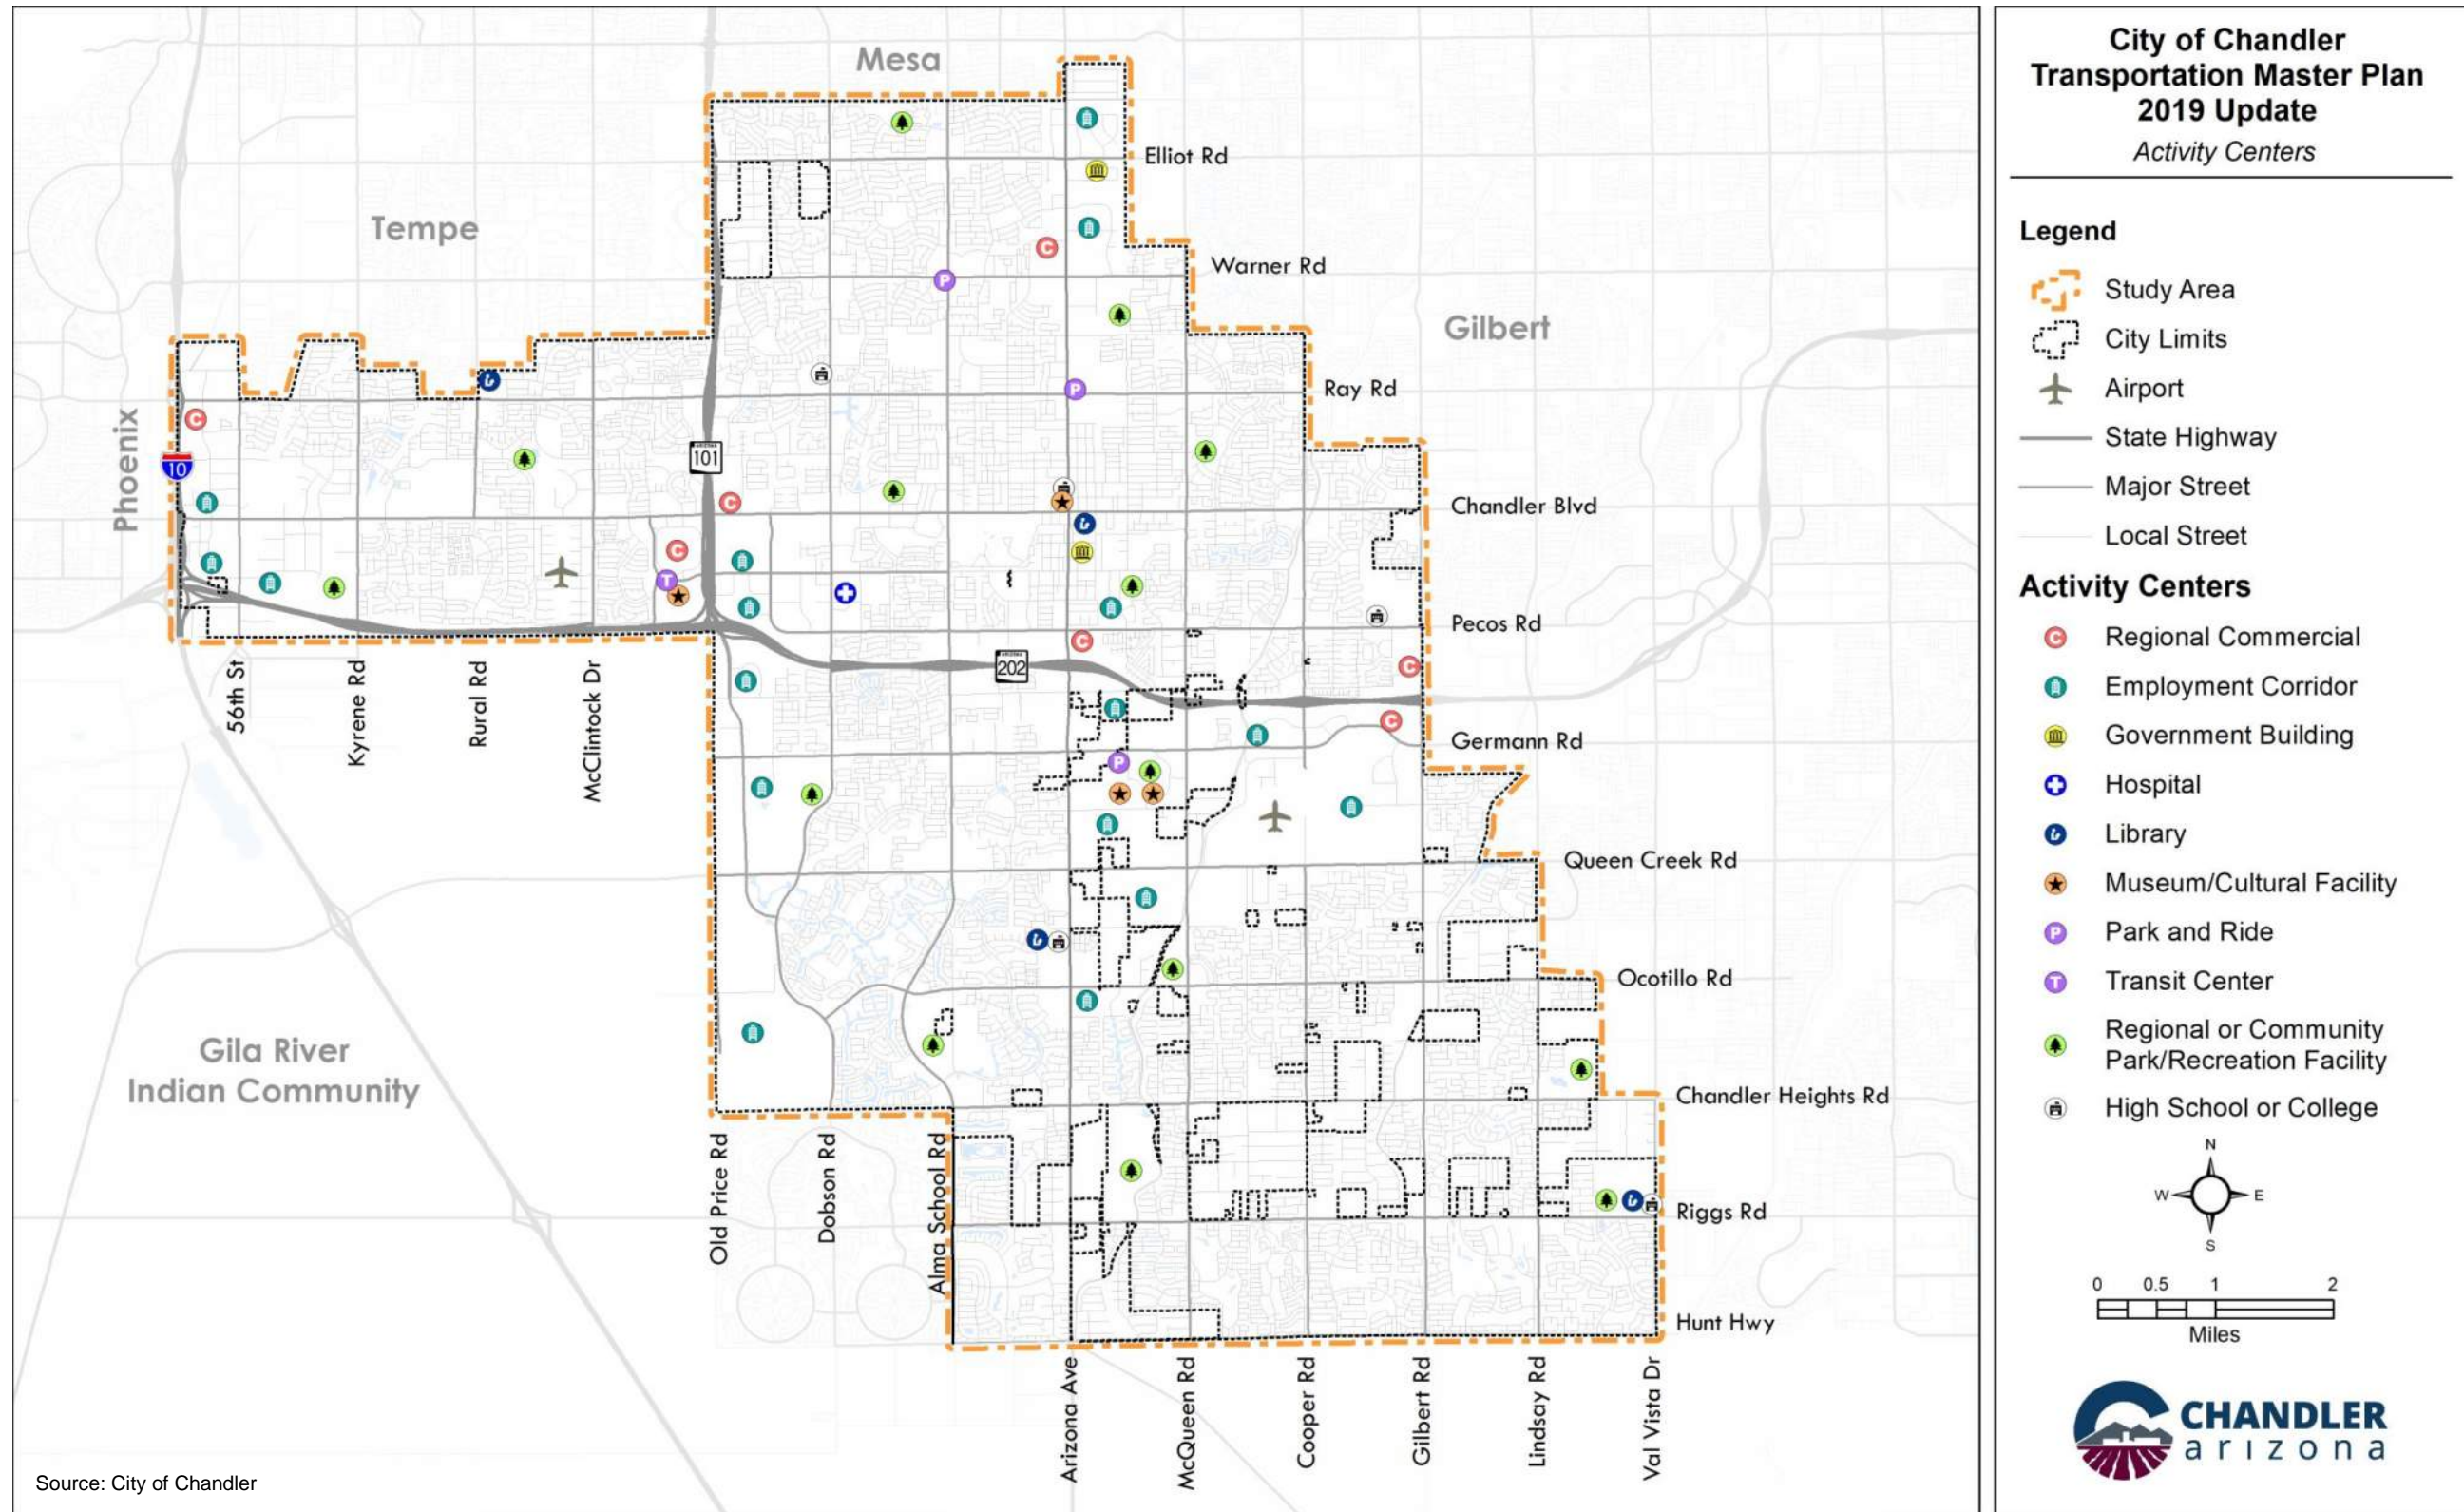 Mesa
Tempe
Gilbert
Phoenix
Gila River
Indian Community
Elliot Rd
Warner Rd
Ray Rd
Chandler Blvd
Pecos Rd
Germann Rd
Queen Creek Rd
Ocotillo Rd
Chandler Heights Rd
Riggs Rd
Hunt Hwy
10
ARIZONA
101
ARIZONA
202
56th St
Kyrene Rd
Rural Rd
McClintock Dr
Old Price Rd
Dobson Rd
Alma School Rd
Arizona Ave
McQueen Rd
Cooper Rd
Gilbert Rd
Lindsay Rd
Val Vista Dr
Source: City of Chandler
City of Chandler
Transportation Master Plan
2019 Update
Activity Centers
Legend
Study Area
City Limits
Airport
State Highway
Major Street
Local Street
Activity Centers
C Regional Commercial
Employment Corridor
Government Building
Hospital
Library
Museum/Cultural Facility
P Park and Ride
T Transit Center
Regional or Community
Park/Recreation Facility
High School or College
N
W E
S
0 0.5 1 2
Miles
CHANDLER
arizona